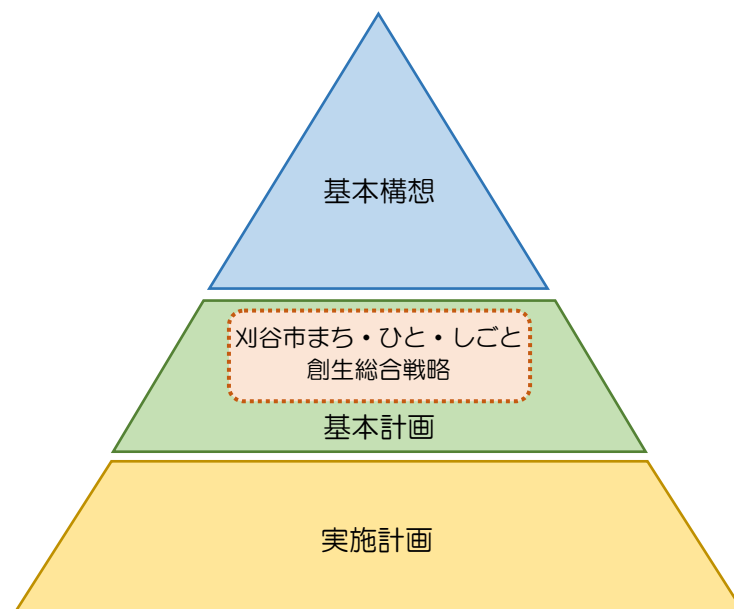 基本構想
刈谷市まち・ひと・しごと
創生総合戦略
基本計画
実施計画